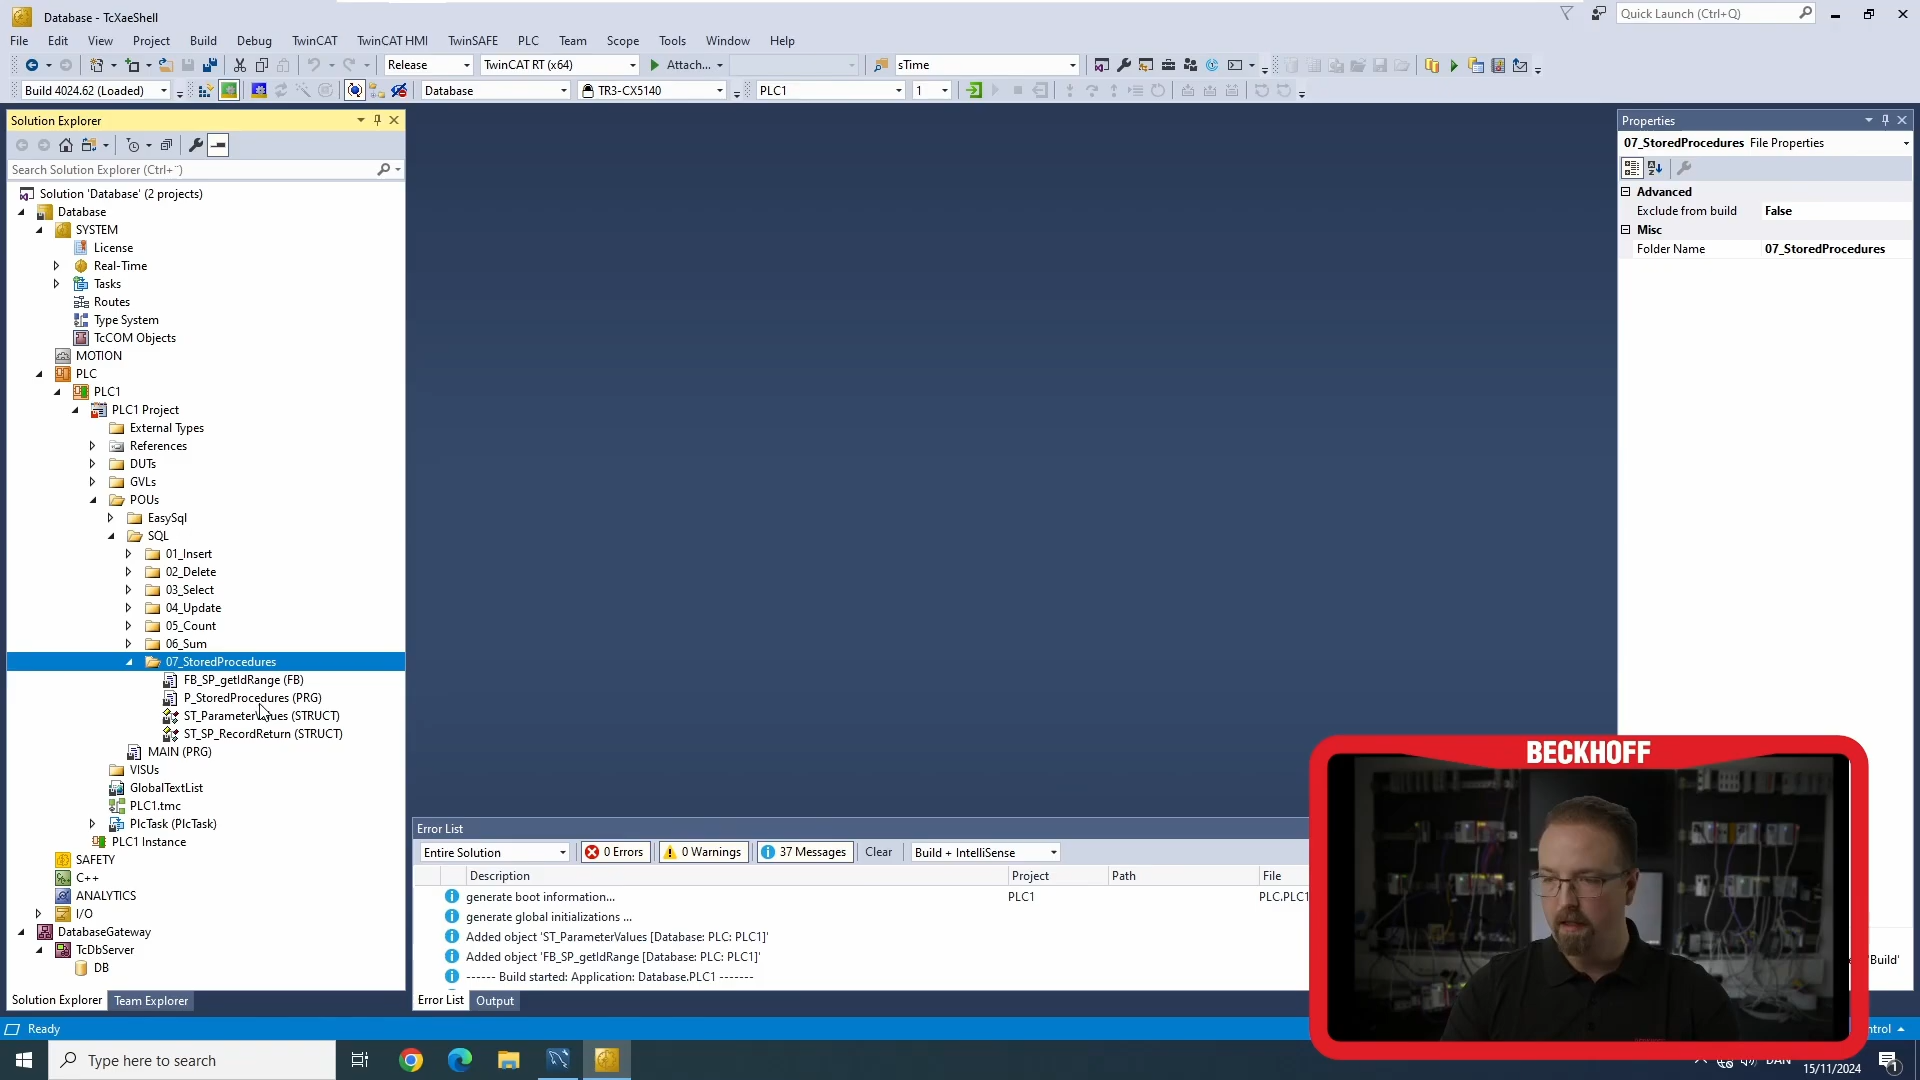 Database - TcXaeShell
Quick Launch (Ctrl+Q)
File Edit View Project Build Debug TwinCAT TwinCAT HMI TwinSAFE PLC Team Scope Tools Window Help
Release TwinCAT RT (x64) Attach... sTime
Build 4024.62 (Loaded) Database TR3-CX5140 PLC1 1
Solution Explorer
Search Solution Explorer (Ctrl+¨)
Solution 'Database' (2 projects)
Database
SYSTEM
License
Real-Time
Tasks
Routes
Type System
TcCOM Objects
MOTION
PLC
PLC1
PLC1 Project
External Types
References
DUTs
GVLs
POUs
EasySql
SQL
01_Insert
02_Delete
03_Select
04_Update
05_Count
06_Sum
07_StoredProcedures
FB_SP_getIdRange (FB)
P_StoredProcedures (PRG)
ST_ParameterValues (STRUCT)
ST_SP_RecordReturn (STRUCT)
MAIN (PRG)
VISUs
GlobalTextList
PLC1.tmc
PlcTask (PlcTask)
PLC1 Instance
SAFETY
C++
ANALYTICS
I/O
DatabaseGateway
TcDbServer
DB
Solution Explorer Team Explorer
Properties
07_StoredProcedures File Properties
Advanced
Exclude from build False
Misc
Folder Name 07_StoredProcedures
Error List
Entire Solution 0 Errors 0 Warnings 37 Messages Clear Build + IntelliSense
Description Project Path File
generate boot information... PLC1 PLC.PLC1
generate global initializations ...
Added object 'ST_ParameterValues [Database: PLC: PLC1]'
Added object 'FB_SP_getIdRange [Database: PLC: PLC1]'
------ Build started: Application: Database.PLC1 -------
Error List Output
BECKHOFF
'Build'
Ready
ntrol
Type here to search
DAN
15/11/2024
1